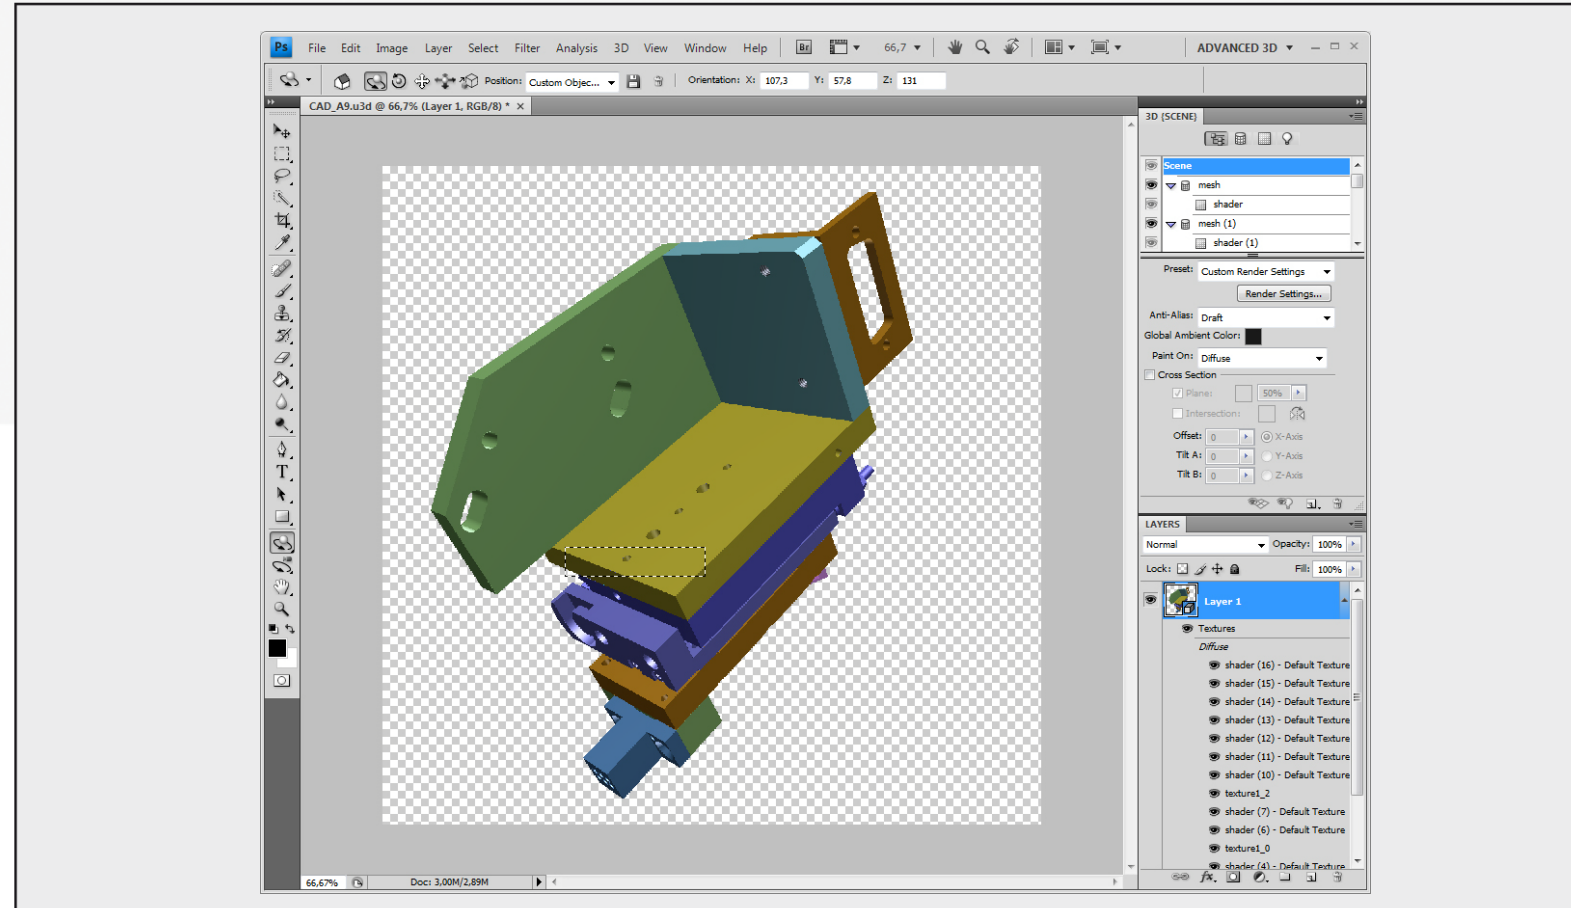 Ps File Edit Image Layer Select Filter Analysis 3D View Window Help Br 66,7 ADVANCED 3D
Position: Custom Objec... Orientation: X: 107,3 Y: 57,8 Z: 131
CAD_A9.u3d @ 66,7% (Layer 1, RGB/8) * ×
3D {SCENE}
Scene
mesh
shader
mesh (1)
shader (1)
Preset: Custom Render Settings
Render Settings...
Anti-Alias: Draft
Global Ambient Color:
Paint On: Diffuse
Cross Section
Plane: 50%
Intersection:
Offset: 0 X-Axis
Tilt A: 0 Y-Axis
Tilt B: 0 Z-Axis
LAYERS
Normal Opacity: 100%
Lock: Fill: 100%
Layer 1
Textures
Diffuse
shader (16) - Default Texture
shader (15) - Default Texture
shader (14) - Default Texture
shader (13) - Default Texture
shader (12) - Default Texture
shader (11) - Default Texture
shader (10) - Default Texture
texture1_2
shader (7) - Default Texture
shader (6) - Default Texture
texture1_0
shader (4) - Default Texture
fx.
T
66,67% Doc: 3,00M/2,89M